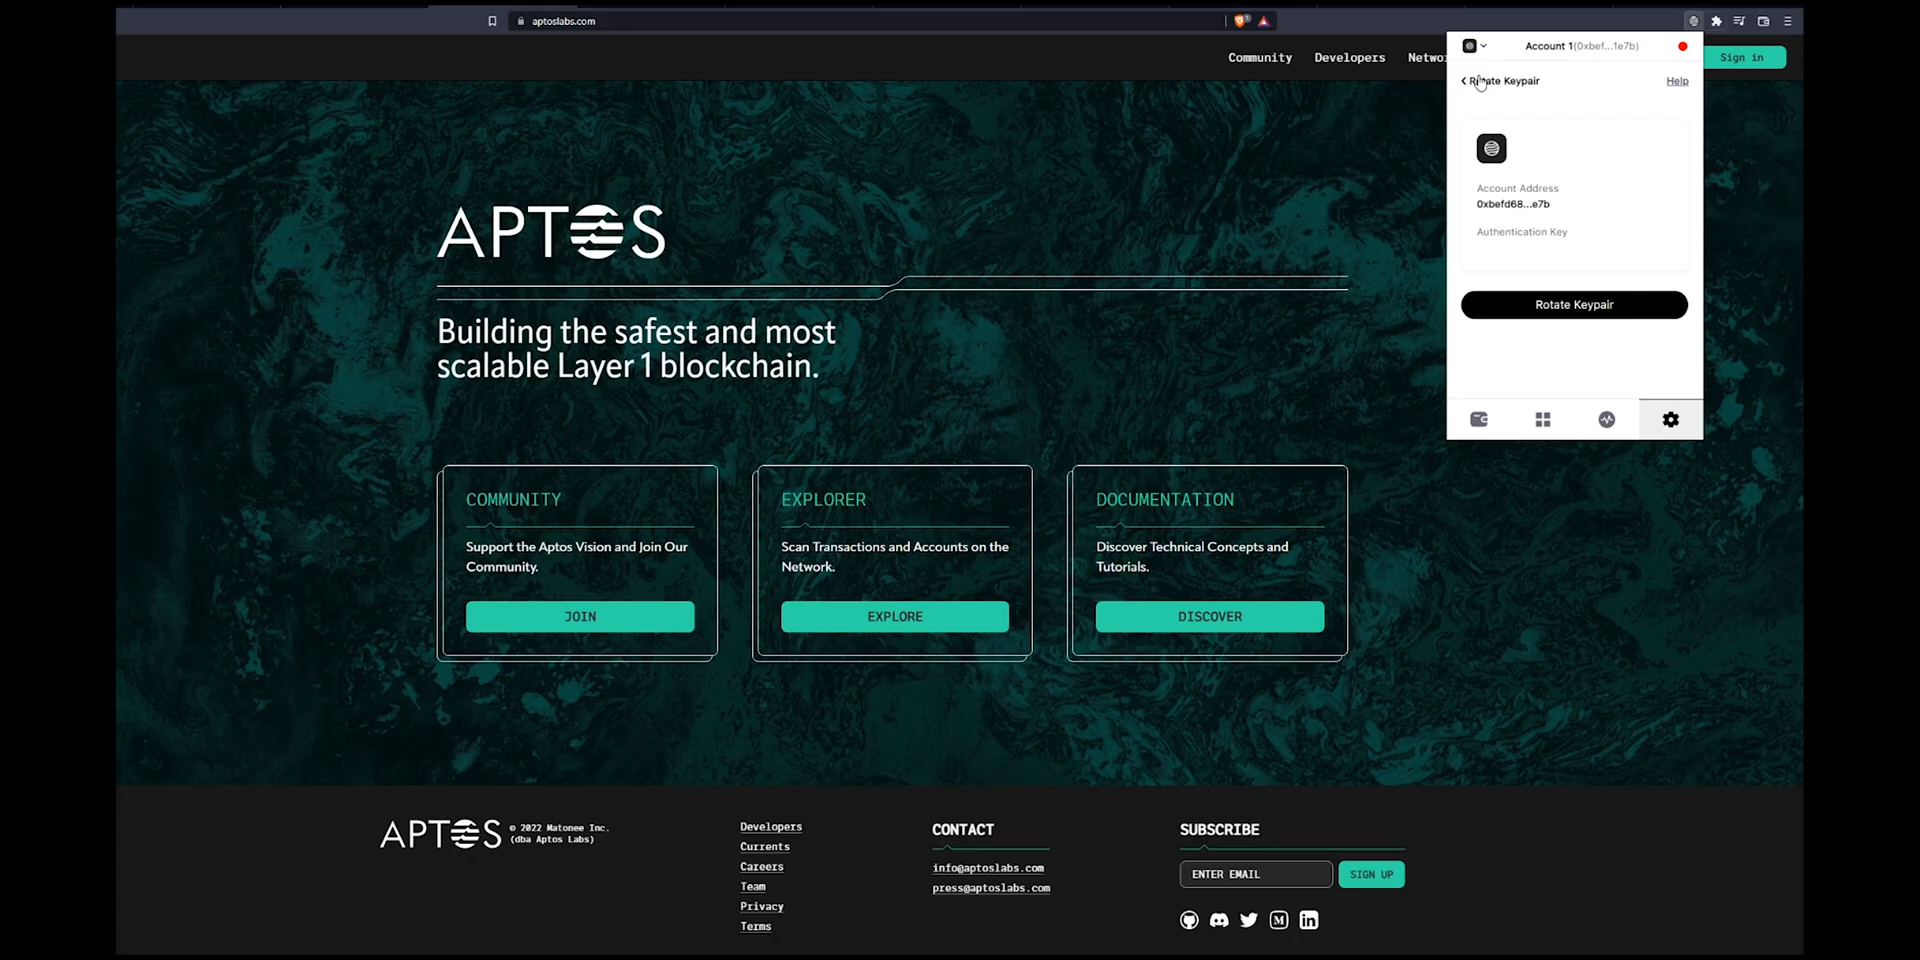 aptoslabs.com
Community Developers
Sign in
Account 1(0xbef...1e7b)
Rotate Keypair
Help
Account Address
0xbefd68...e7b
Authentication Key
Rotate Keypair
APTOS
Building the safest and most
scalable Layer 1 blockchain.
COMMUNITY
Support the Aptos Vision and Join Our
Community.
JOIN
EXPLORER
Scan Transactions and Accounts on the
Network.
EXPLORE
DOCUMENTATION
Discover Technical Concepts and
Tutorials.
DISCOVER
APTOS
© 2022 Matonee Inc.
(dba Aptos Labs)
Developers
Currents
Careers
Team
Privacy
Terms
CONTACT
info@aptoslabs.com
press@aptoslabs.com
SUBSCRIBE
ENTER EMAIL
SIGN UP